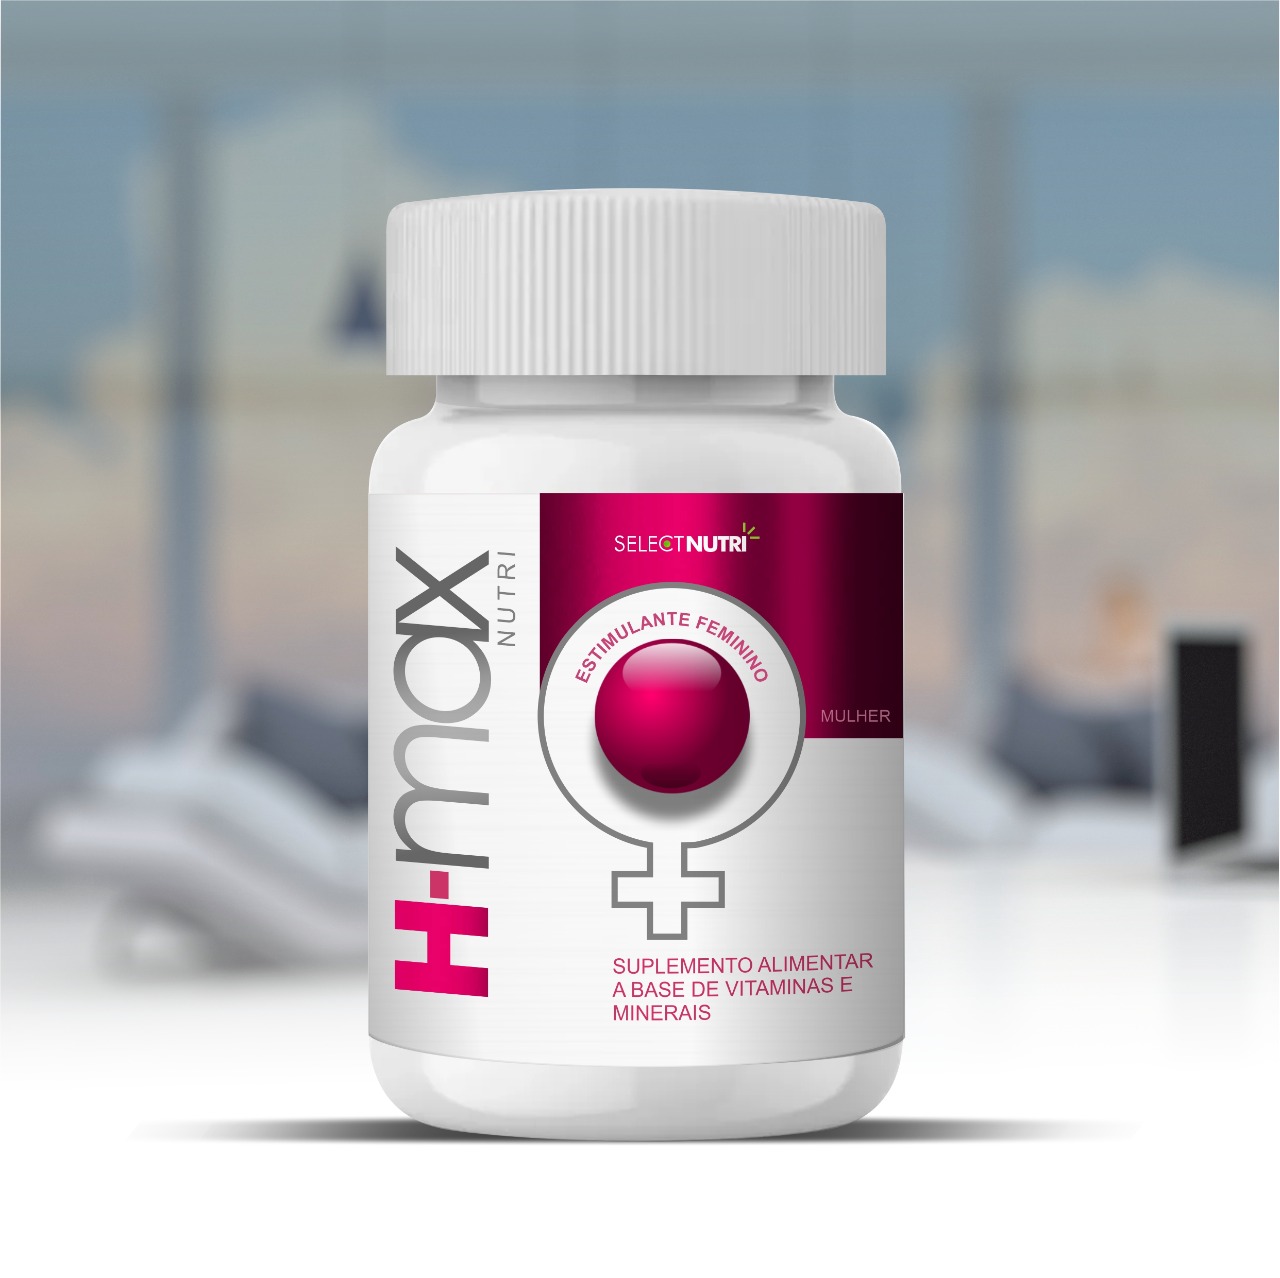 H-max
NUTRI
SELECTNUTRI
ESTIMULANTE FEMININO
MULHER
SUPLEMENTO ALIMENTAR
A BASE DE VITAMINAS E
MINERAIS